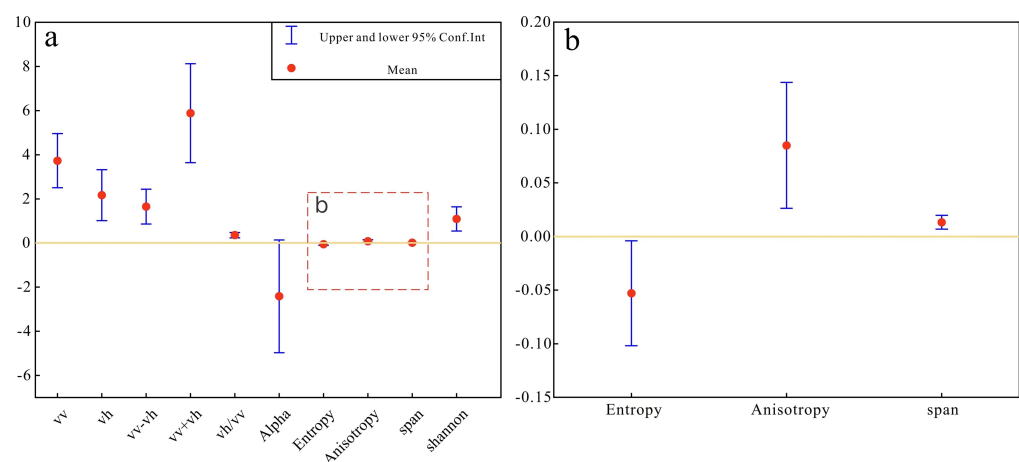 a
Upper and lower 95% Conf.Int
Mean
10
8
6
4
2
0
-2
-4
-6
b
vv
vh
vv-vh
vv+vh
vh/vv
Alpha
Entropy
Anisotropy
span
shannon
b
0.20
0.15
0.10
0.05
0.00
-0.05
-0.10
-0.15
Entropy
Anisotropy
span